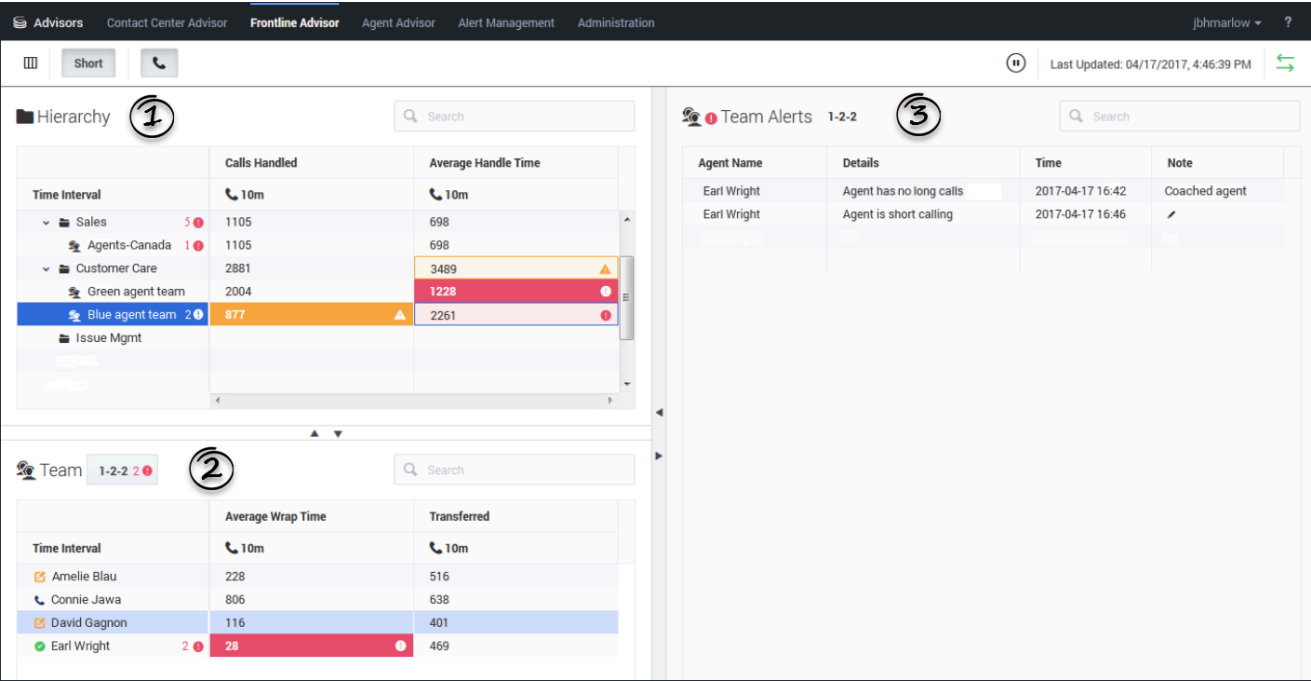 Advisors Contact Center Advisor Frontline Advisor Agent Advisor Alert Management Administration jbhmarlow ?
Short Last Updated: 04/17/2017, 4:46:39 PM
Hierarchy 1 Search
Calls Handled Average Handle Time
Time Interval 10m 10m
Sales 5 1105 698
Agents-Canada 1 1105 698
Customer Care 2881 3489
Green agent team 2004 1228
Blue agent team 2 877 2261
Issue Mgmt
Team 1-2-2 2 2 Search
Average Wrap Time Transferred
Time Interval 10m 10m
Amelie Blau 228 516
Connie Jawa 806 638
David Gagnon 116 401
Earl Wright 2 28 469
Team Alerts 1-2-2 3 Search
Agent Name Details Time Note
Earl Wright Agent has no long calls 2017-04-17 16:42 Coached agent
Earl Wright Agent is short calling 2017-04-17 16:46